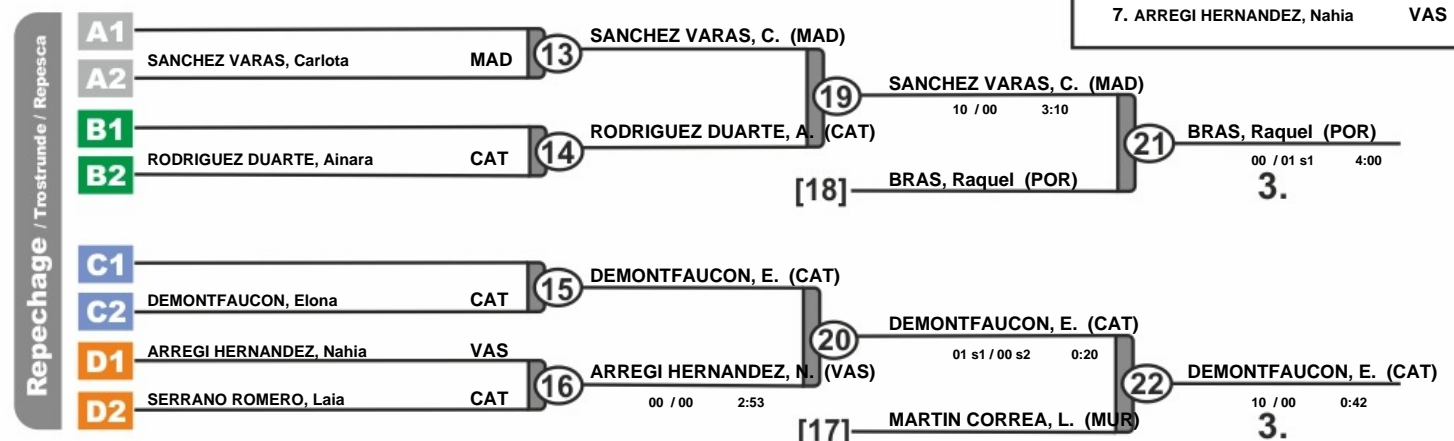 7. ARREGI HERNANDEZ, Nahia VAS
Repechage / Trostrunde / Repesca
A1
SANCHEZ VARAS, Carlota MAD
A2
13
SANCHEZ VARAS, C. (MAD)
B1
RODRIGUEZ DUARTE, Ainara CAT
B2
14
RODRIGUEZ DUARTE, A. (CAT)
19
SANCHEZ VARAS, C. (MAD)
10 / 00 3:10
[18]
BRAS, Raquel (POR)
21
BRAS, Raquel (POR)
00 / 01 s1 4:00
3.
C1
DEMONTFAUCON, Elona CAT
C2
15
DEMONTFAUCON, E. (CAT)
D1
ARREGI HERNANDEZ, Nahia VAS
D2
SERRANO ROMERO, Laia CAT
16
ARREGI HERNANDEZ, N. (VAS)
00 / 00 2:53
20
DEMONTFAUCON, E. (CAT)
01 s1 / 00 s2 0:20
[17]
MARTIN CORREA, L. (MUR)
22
DEMONTFAUCON, E. (CAT)
10 / 00 0:42
3.